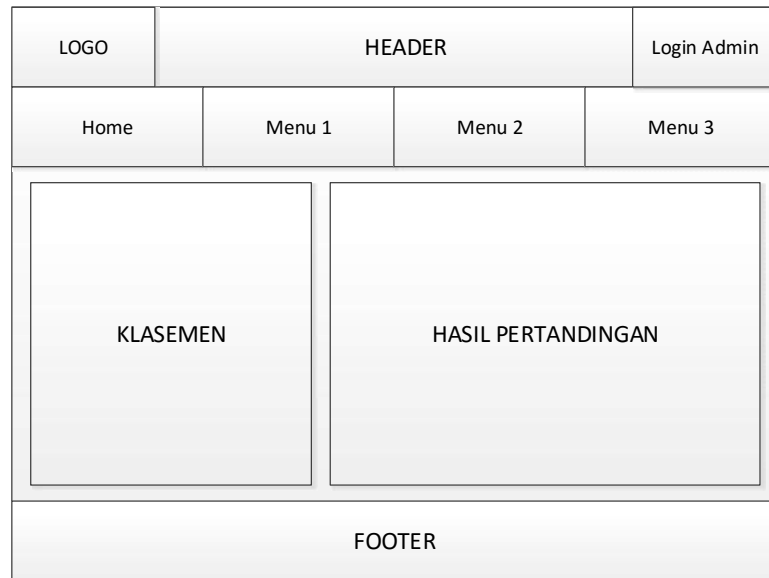 LOGO
HEADER
Login Admin
Home
Menu 1
Menu 2
Menu 3
KLASEMEN
HASIL PERTANDINGAN
FOOTER